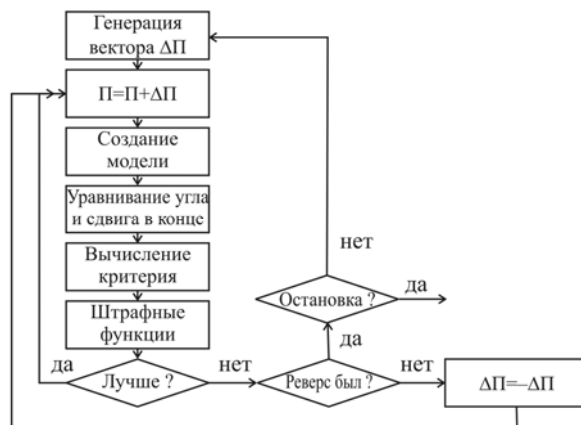 Генерация
вектора ΔП
П=П+ΔП
Создание
модели
Уравнивание угла
и сдвига в конце
Вычисление
критерия
Штрафные
функции
Лучше ?
да
нет
Реверс был ?
да
нет
Остановка ?
нет
да
ΔП=–ΔП